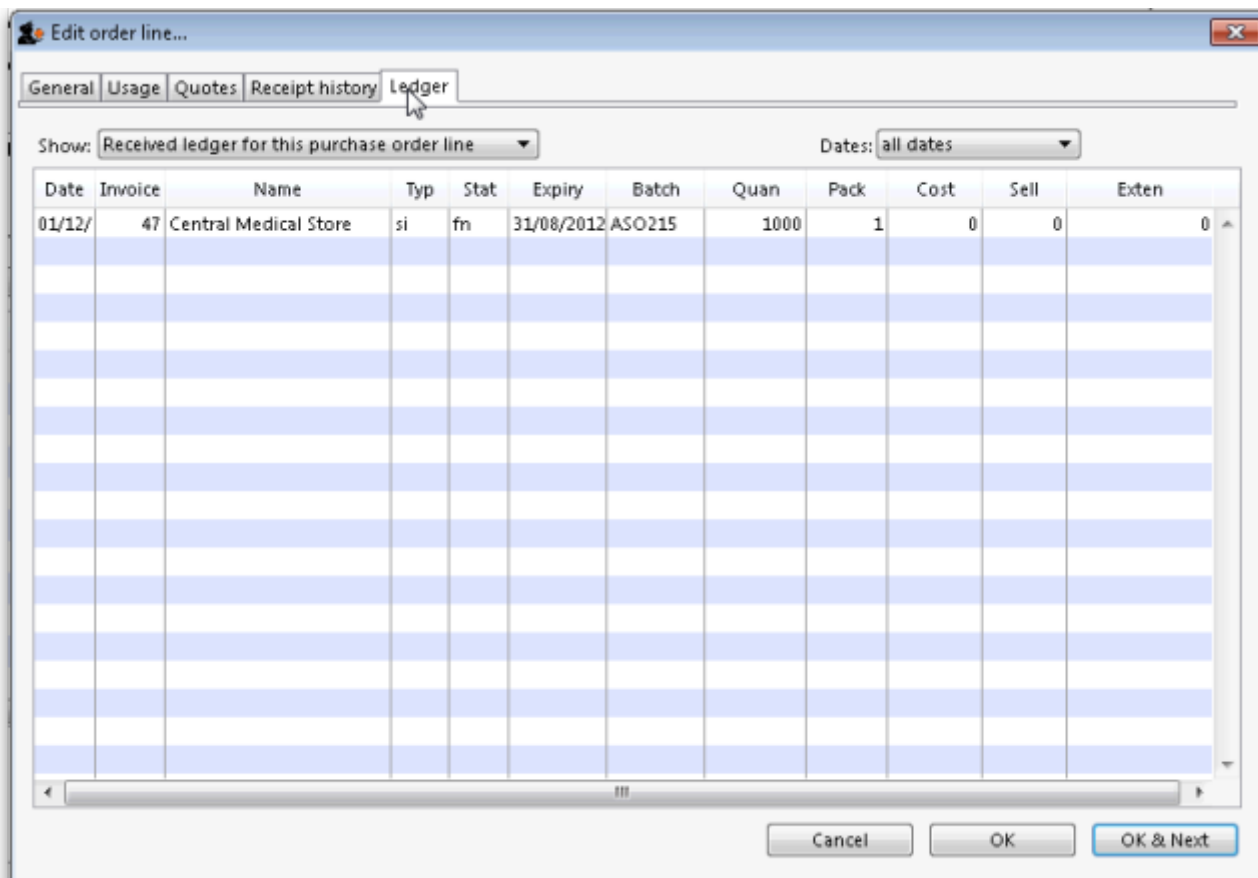 Edit order line...
General Usage Quotes Receipt history Ledger
Show: Received ledger for this purchase order line Dates: all dates
Date Invoice Name Typ Stat Expiry Batch Quan Pack Cost Sell Exten
01/12/ 47 Central Medical Store si fn 31/08/2012 ASO215 1000 1 0 0 0
Cancel OK OK & Next